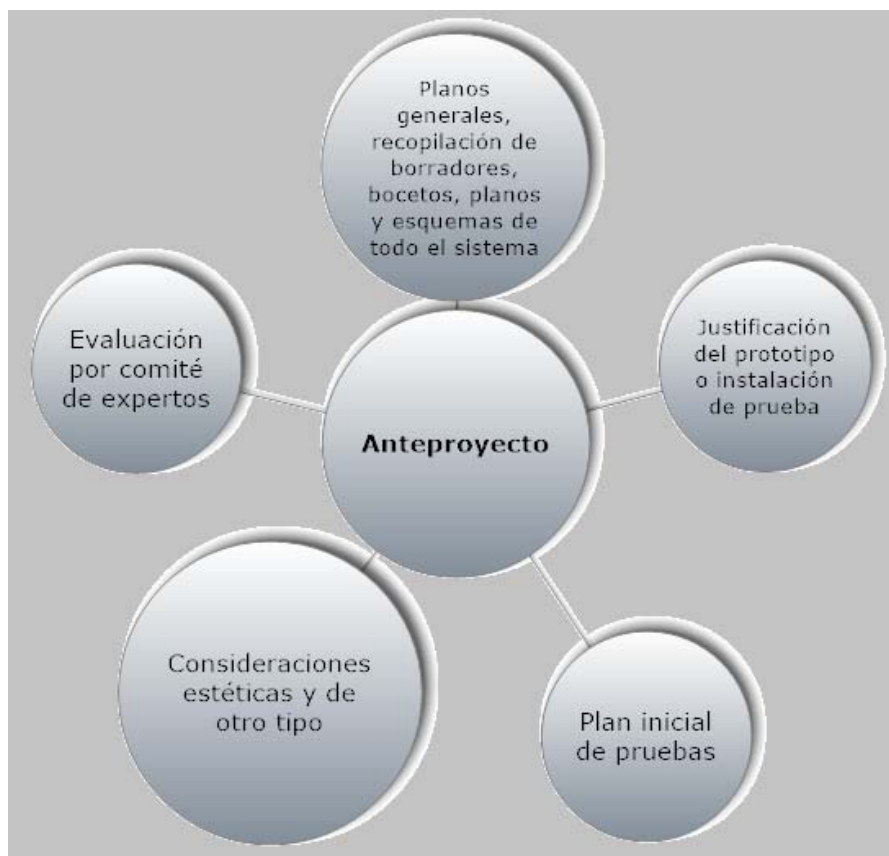 Planos
generales,
recopilación de
borradores,
bocetos, planos
y esquemas de
todo el sistema
Evaluación
por comité
de expertos
Justificación
del prototipo
o instalación
de prueba
Anteproyecto
Consideraciones
estéticas y de
otro tipo
Plan inicial
de pruebas